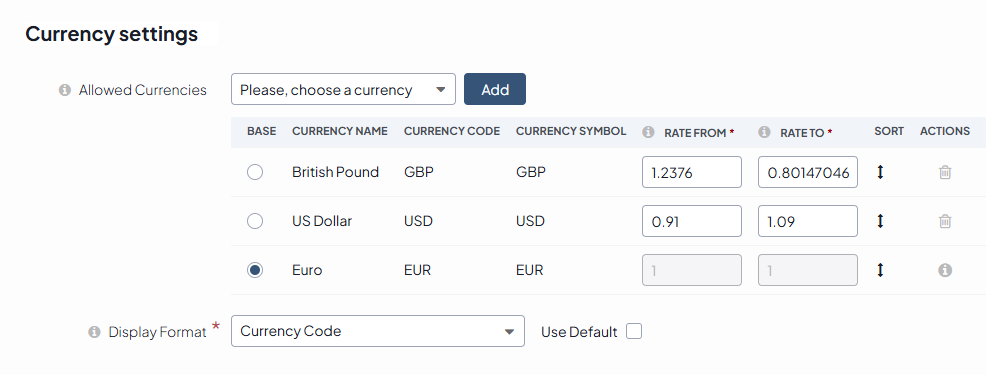 Currency settings
Allowed Currencies Please, choose a currency Add
BASE CURRENCY NAME CURRENCY CODE CURRENCY SYMBOL RATE FROM * RATE TO * SORT ACTIONS
British Pound GBP GBP 1.2376 0.80147046
US Dollar USD USD 0.91 1.09
Euro EUR EUR 1 1
Display Format * Currency Code Use Default